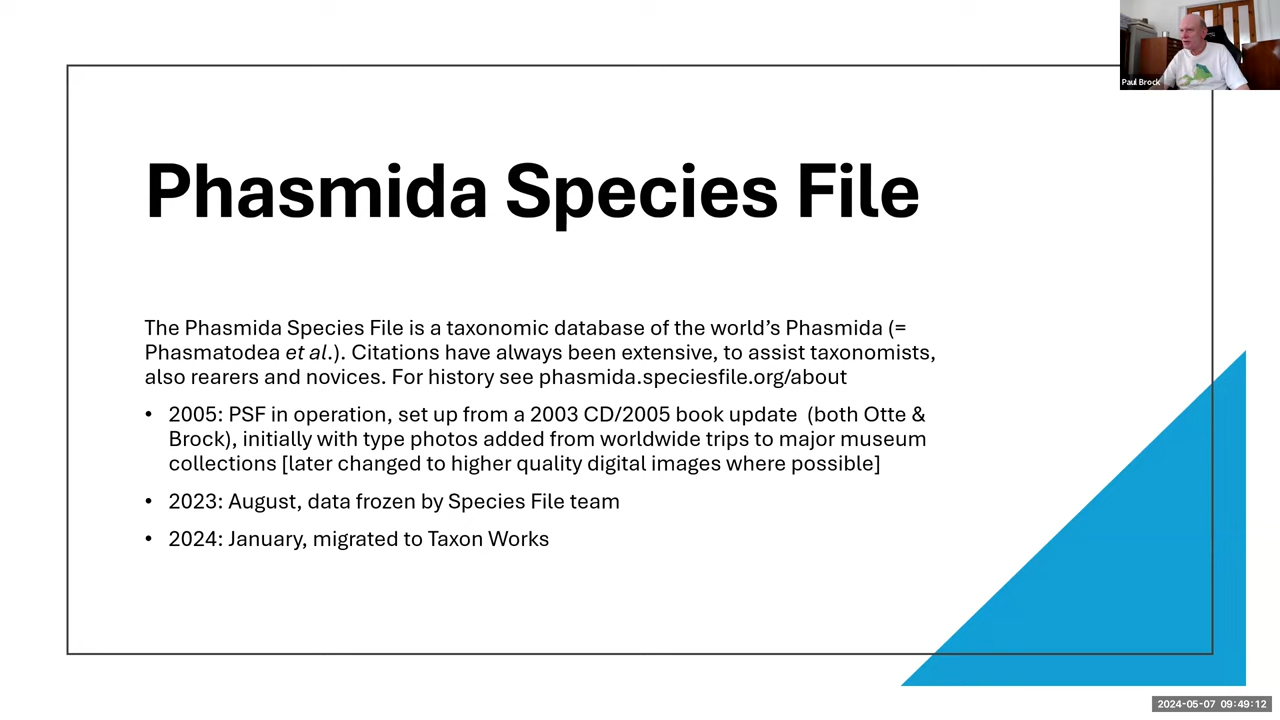 Paul Brock
Phasmida Species File
The Phasmida Species File is a taxonomic database of the world’s Phasmida (=
Phasmatodea et al.). Citations have always been extensive, to assist taxonomists,
also rearers and novices. For history see phasmida.speciesfile.org/about
• 2005: PSF in operation, set up from a 2003 CD/2005 book update (both Otte &
Brock), initially with type photos added from worldwide trips to major museum
collections [later changed to higher quality digital images where possible]
• 2023: August, data frozen by Species File team
• 2024: January, migrated to Taxon Works
2024-05-07 09:49:12